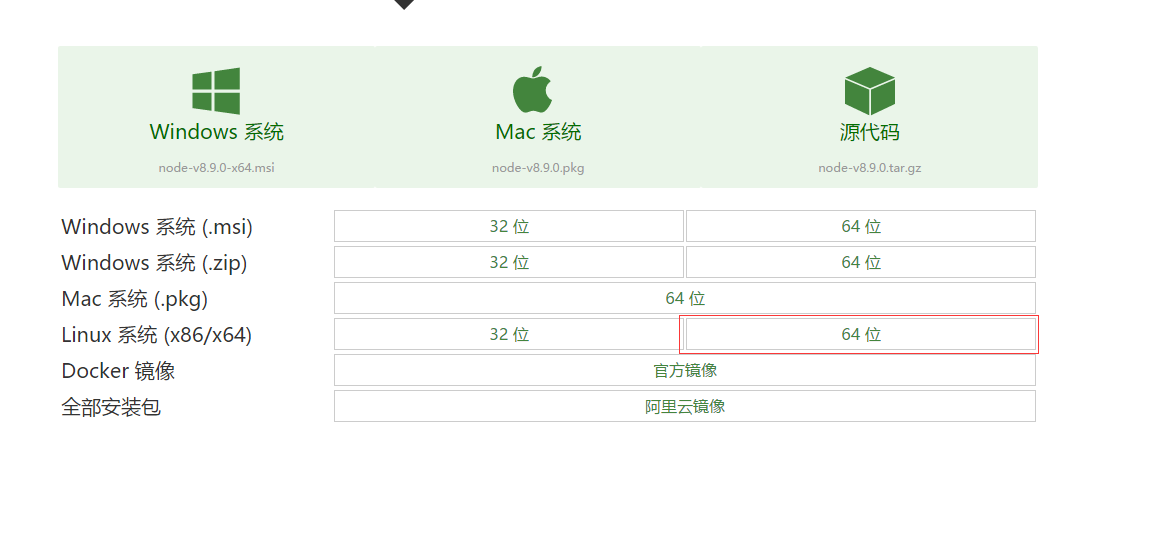 Windows 系统
Mac 系统
源代码
node-v8.9.0-x64.msi
node-v8.9.0.pkg
node-v8.9.0.tar.gz
Windows 系统 (.msi) 32 位 64 位
Windows 系统 (.zip) 32 位 64 位
Mac 系统 (.pkg) 64 位
Linux 系统 (x86/x64) 32 位 64 位
Docker 镜像 官方镜像
全部安装包 阿里云镜像